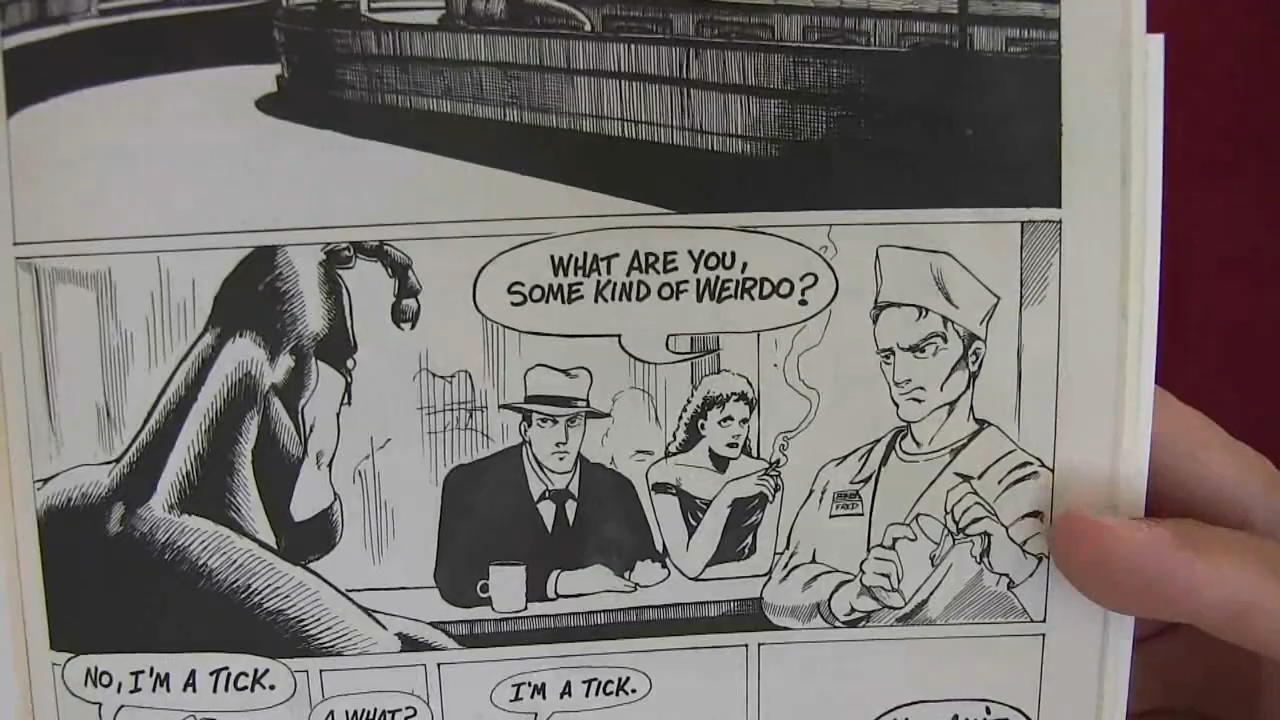 WHAT ARE YOU,
SOME KIND OF WEIRDO?
FRED
NO, I'M A TICK.
A WHAT?
I'M A TICK.